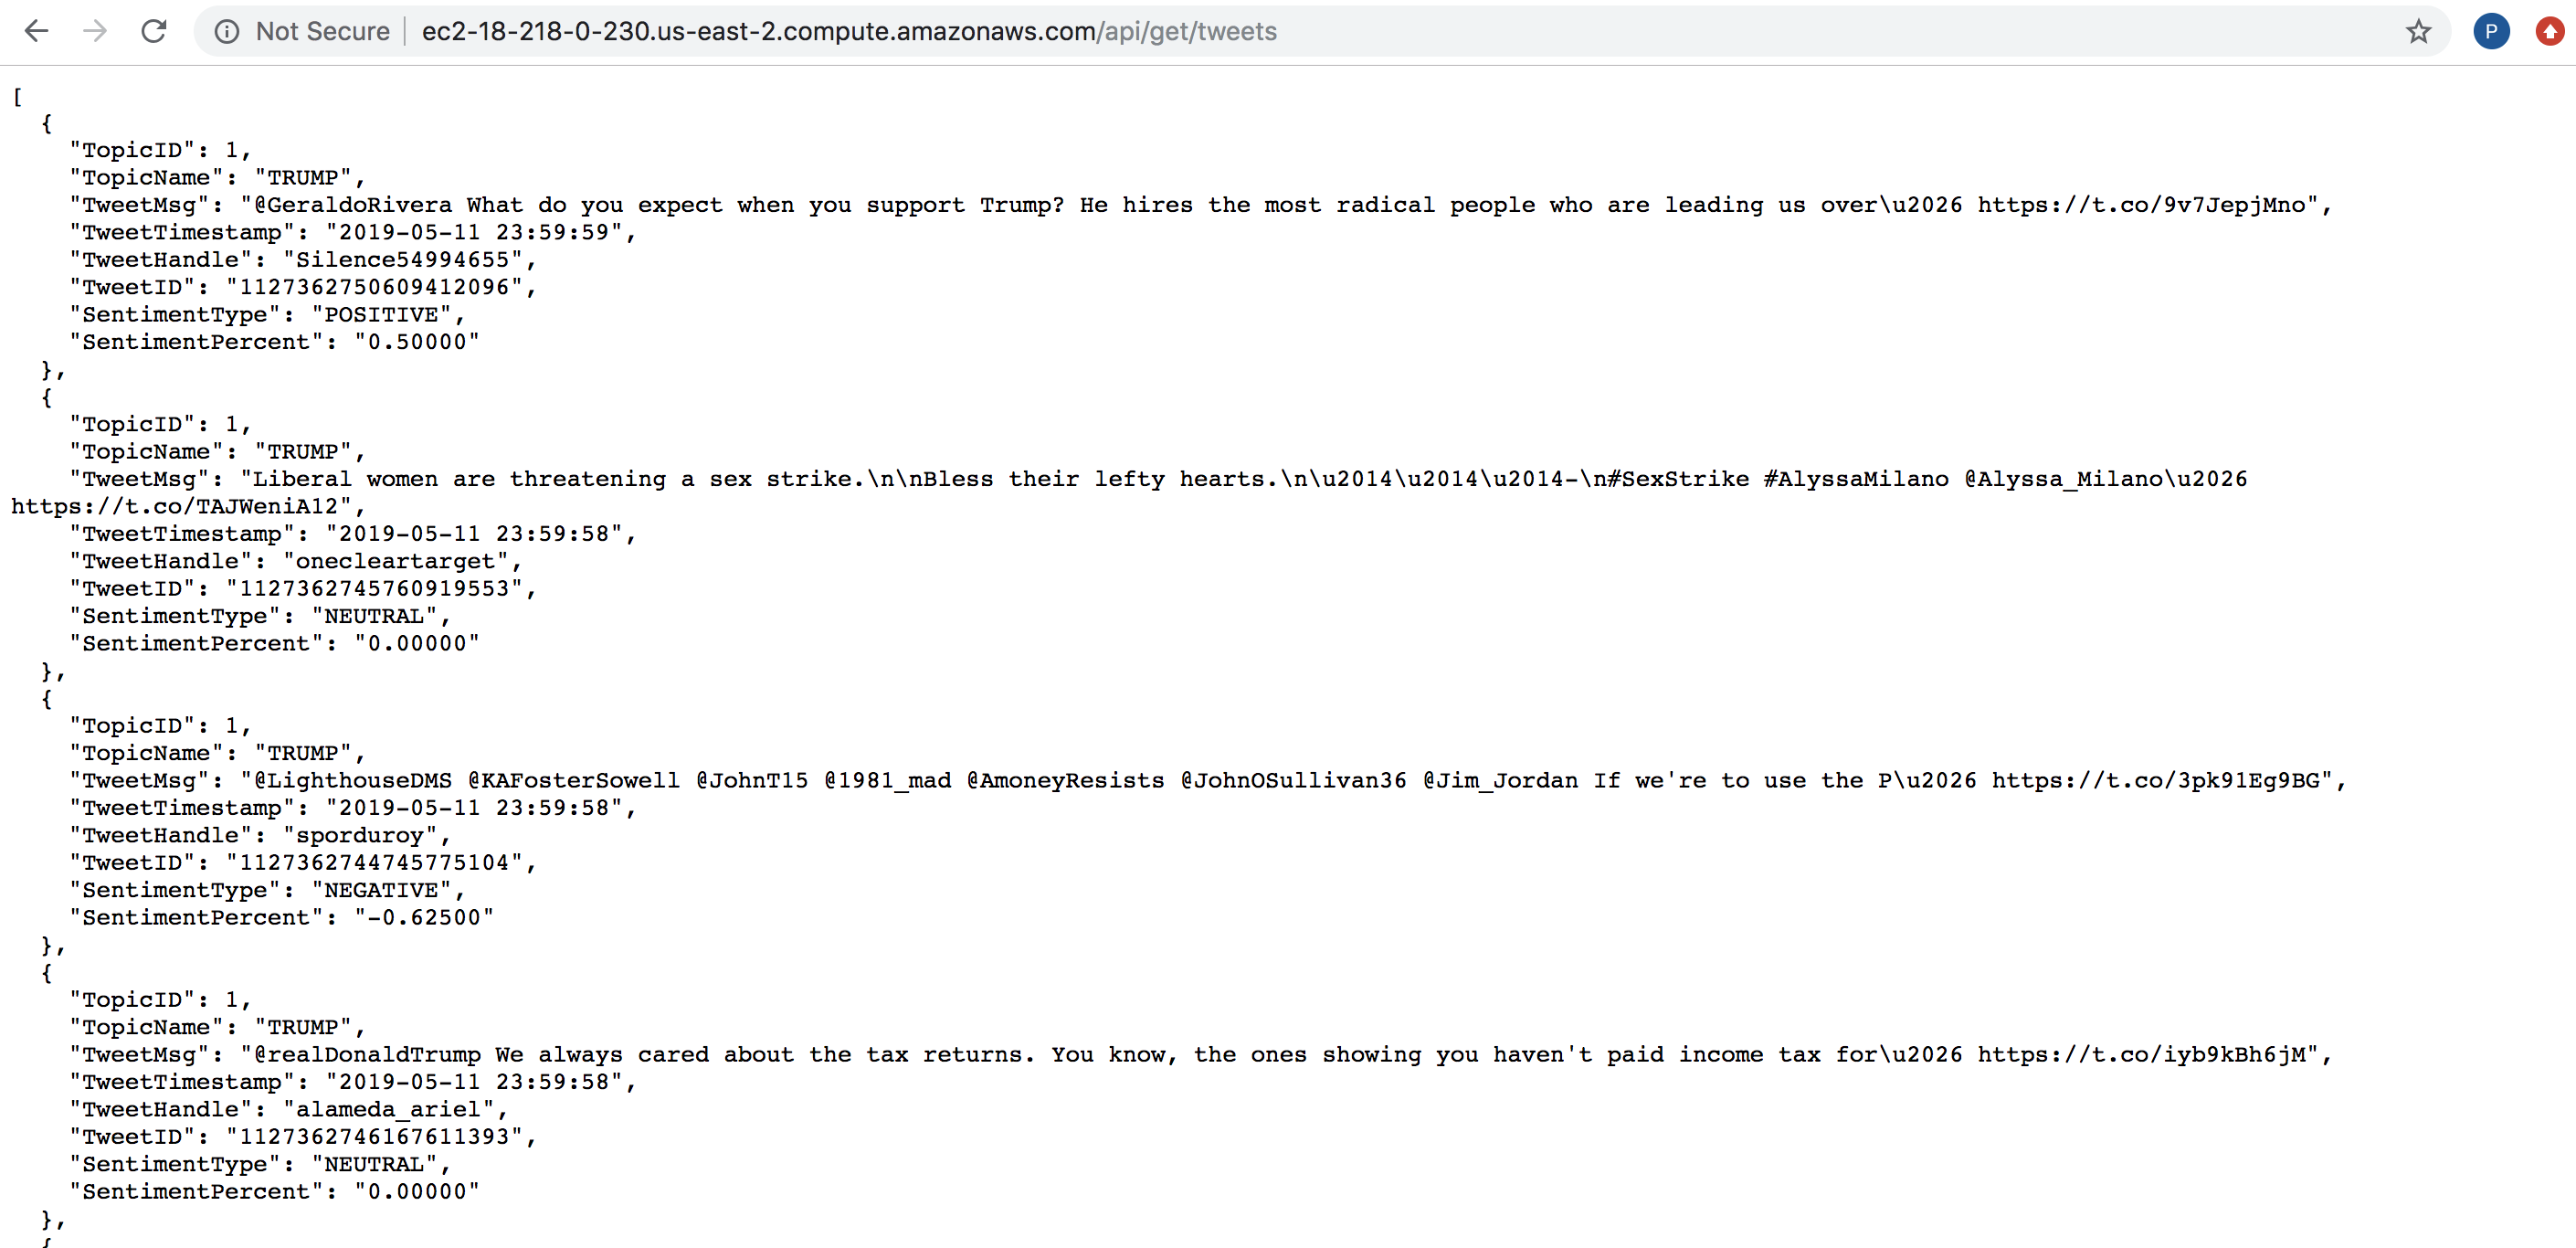 Not Secure | ec2-18-218-0-230.us-east-2.compute.amazonaws.com/api/get/tweets
P
[
{
"TopicID": 1,
"TopicName": "TRUMP",
"TweetMsg": "@GeraldoRivera What do you expect when you support Trump? He hires the most radical people who are leading us over\u2026 https://t.co/9v7JepjMno",
"TweetTimestamp": "2019-05-11 23:59:59",
"TweetHandle": "Silence54994655",
"TweetID": "1127362750609412096",
"SentimentType": "POSITIVE",
"SentimentPercent": "0.50000"
},
{
"TopicID": 1,
"TopicName": "TRUMP",
"TweetMsg": "Liberal women are threatening a sex strike.\n\nBless their lefty hearts.\n\u2014\u2014\u2014-\n#SexStrike #AlyssaMilano @Alyssa_Milano\u2026
https://t.co/TAJWeniA12",
"TweetTimestamp": "2019-05-11 23:59:58",
"TweetHandle": "onecleartarget",
"TweetID": "1127362745760919553",
"SentimentType": "NEUTRAL",
"SentimentPercent": "0.00000"
},
{
"TopicID": 1,
"TopicName": "TRUMP",
"TweetMsg": "@LighthouseDMS @KAFosterSowell @JohnT15 @1981_mad @AmoneyResists @JohnOSullivan36 @Jim_Jordan If we're to use the P\u2026 https://t.co/3pk91Eg9BG",
"TweetTimestamp": "2019-05-11 23:59:58",
"TweetHandle": "sporduroy",
"TweetID": "1127362744745775104",
"SentimentType": "NEGATIVE",
"SentimentPercent": "-0.62500"
},
{
"TopicID": 1,
"TopicName": "TRUMP",
"TweetMsg": "@realDonaldTrump We always cared about the tax returns. You know, the ones showing you haven't paid income tax for\u2026 https://t.co/iyb9kBh6jM",
"TweetTimestamp": "2019-05-11 23:59:58",
"TweetHandle": "alameda_ariel",
"TweetID": "1127362746167611393",
"SentimentType": "NEUTRAL",
"SentimentPercent": "0.00000"
},
{